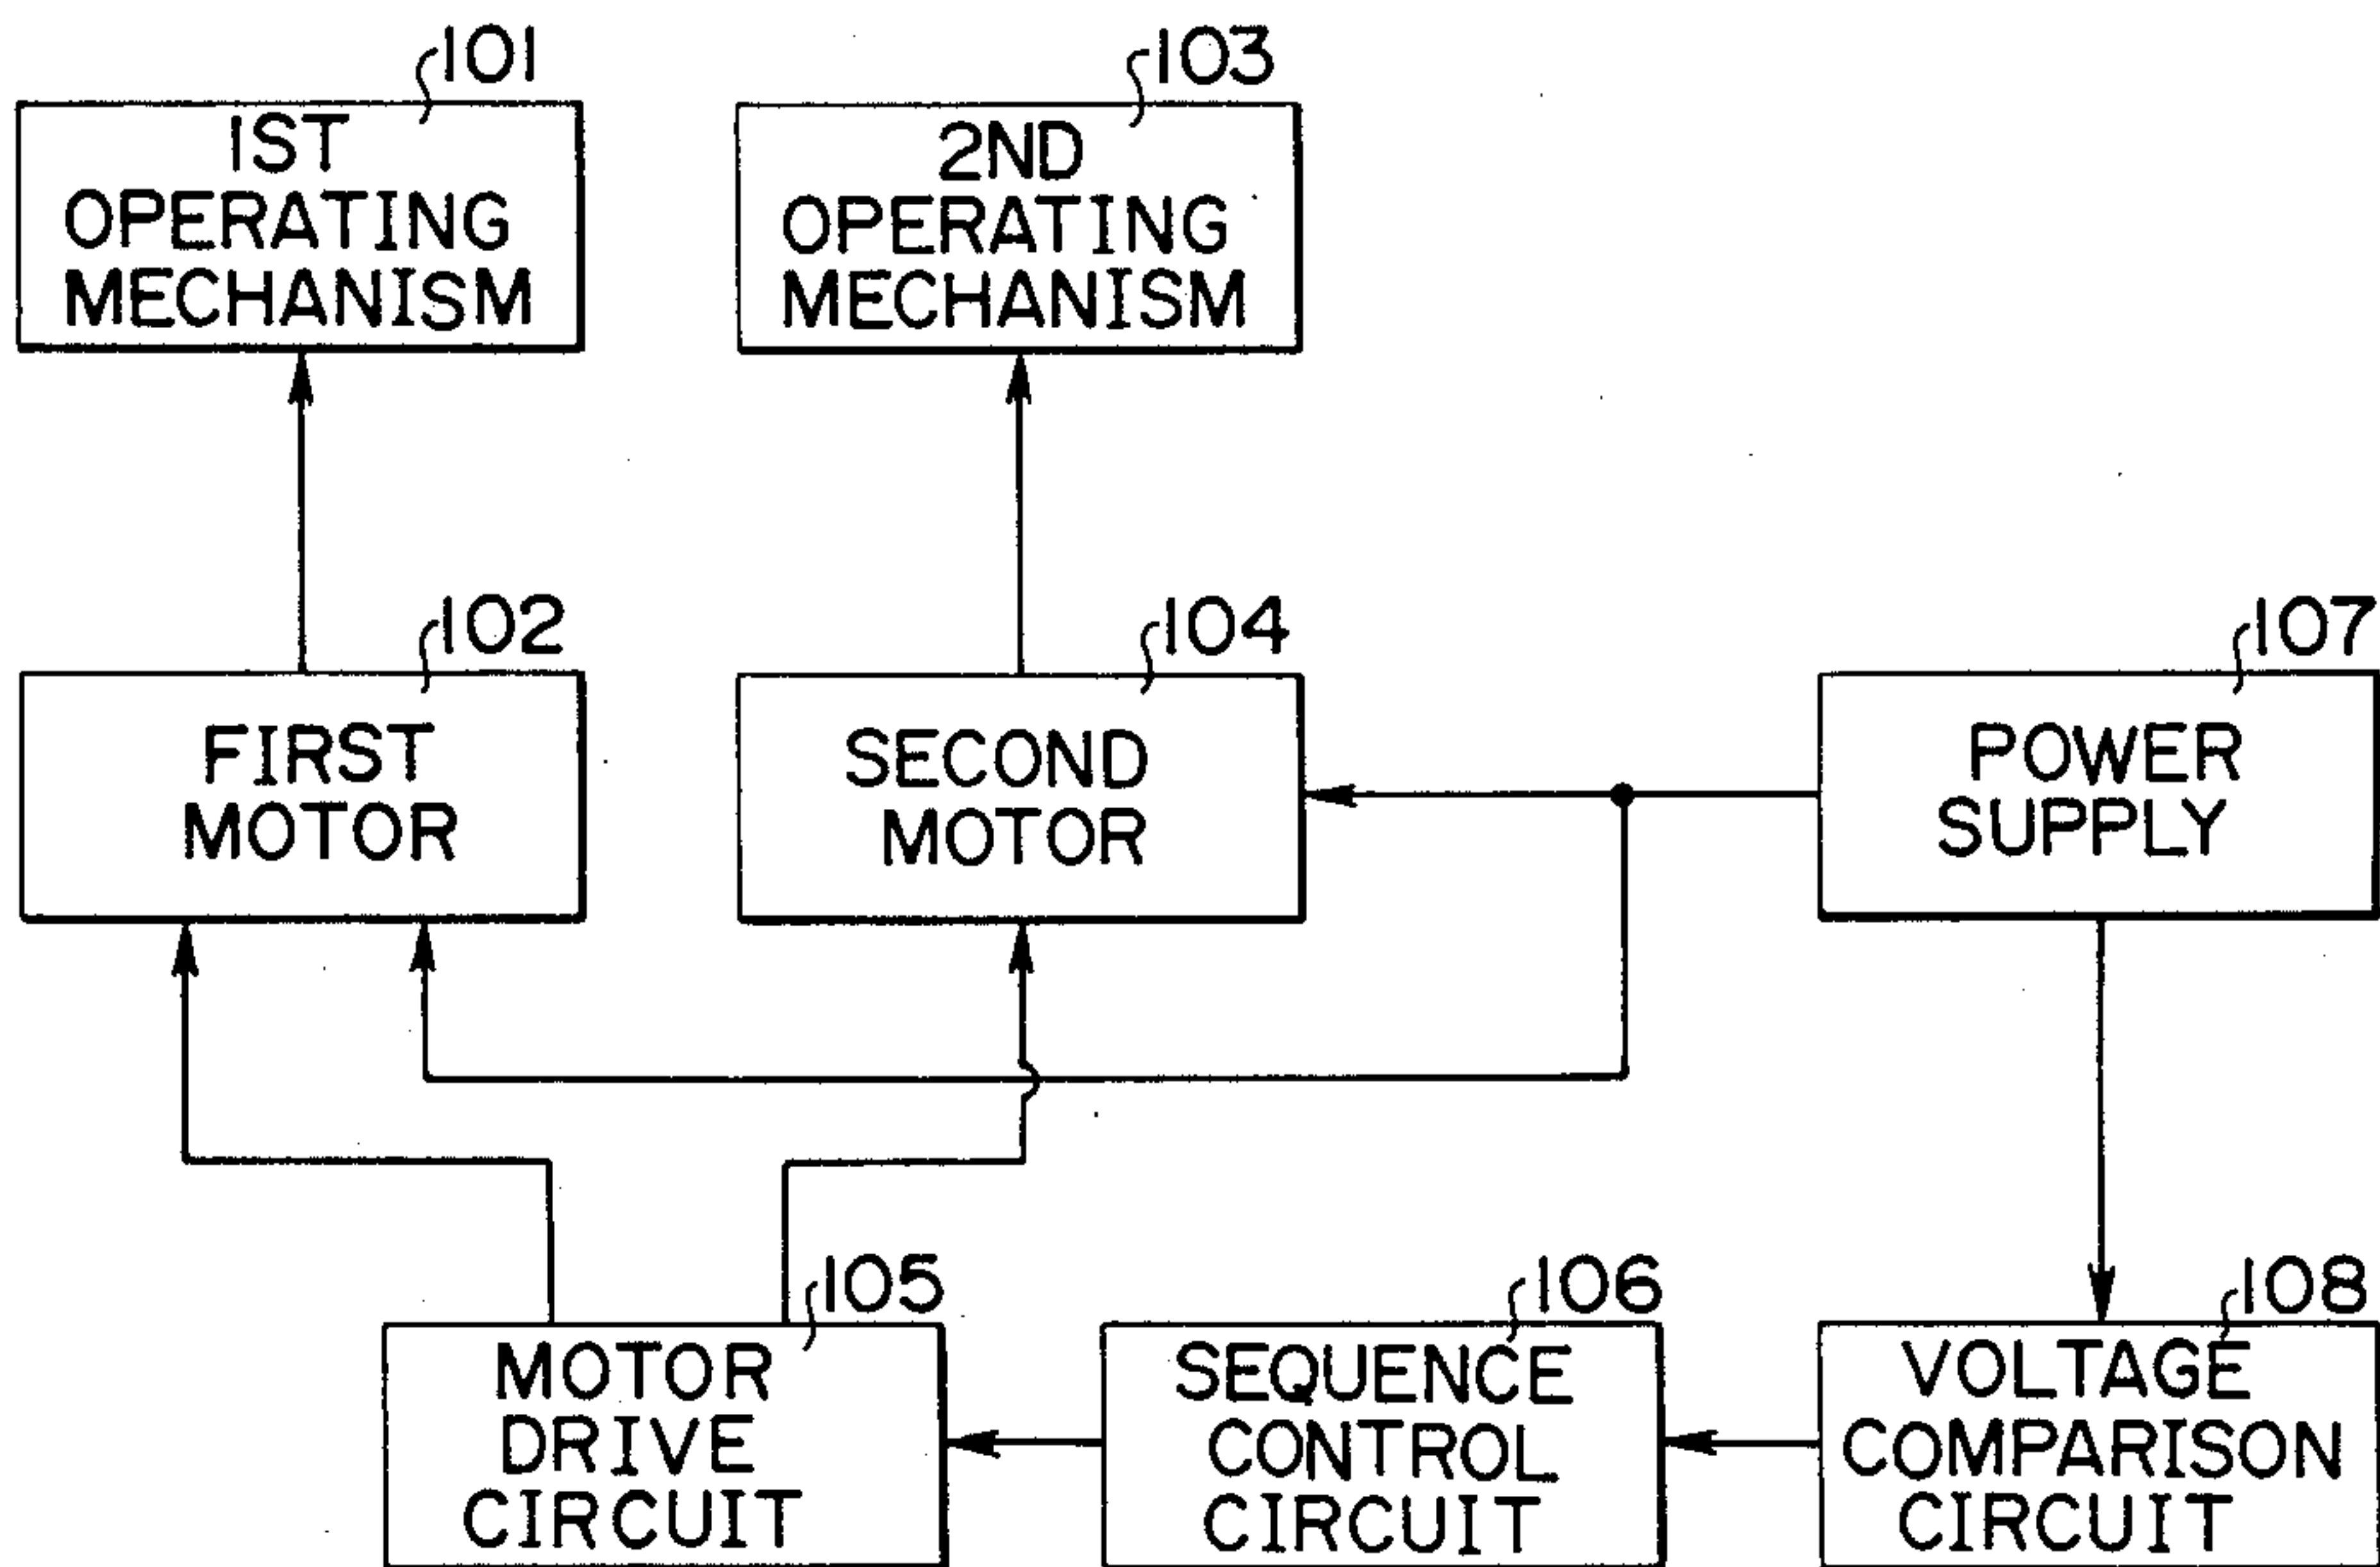 101
1ST
OPERATING
MECHANISM
103
2ND
OPERATING
MECHANISM
102
FIRST
MOTOR
104
SECOND
MOTOR
107
POWER
SUPPLY
105
MOTOR
DRIVE
CIRCUIT
106
SEQUENCE
CONTROL
CIRCUIT
108
VOLTAGE
COMPARISON
CIRCUIT